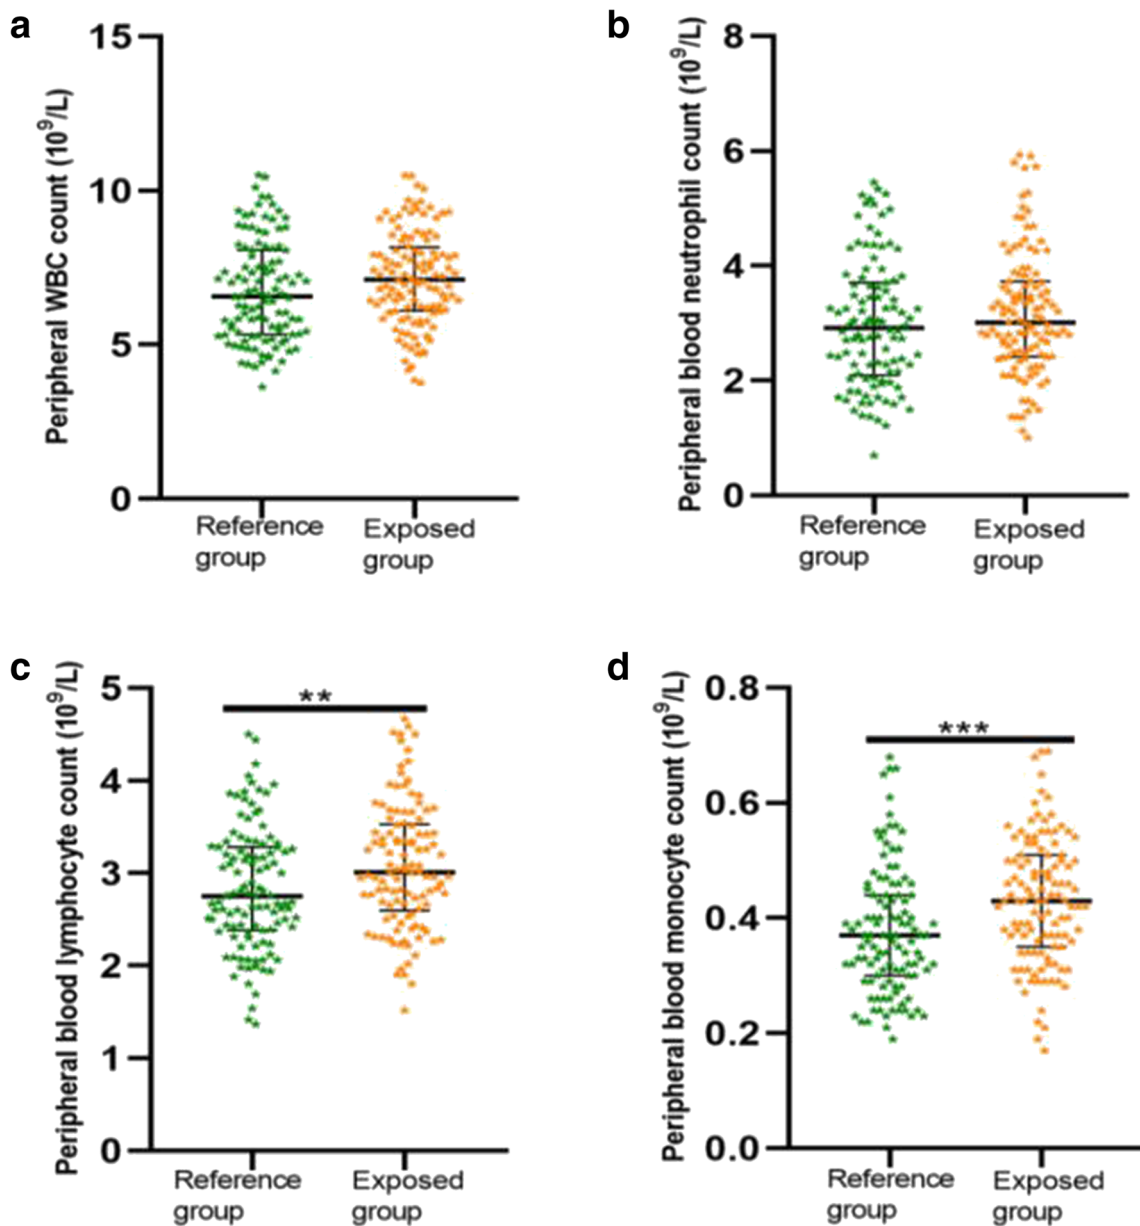 a
Peripheral WBC count (10⁹/L)
15
10
5
0
Reference
group
Exposed
group
b
Peripheral blood neutrophil count (10⁹/L)
8
6
4
2
0
Reference
group
Exposed
group
c
Peripheral blood lymphocyte count (10⁹/L)
5
4
3
2
1
0
**
Reference
group
Exposed
group
d
Peripheral blood monocyte count (10⁹/L)
0.8
0.6
0.4
0.2
0.0
***
Reference
group
Exposed
group